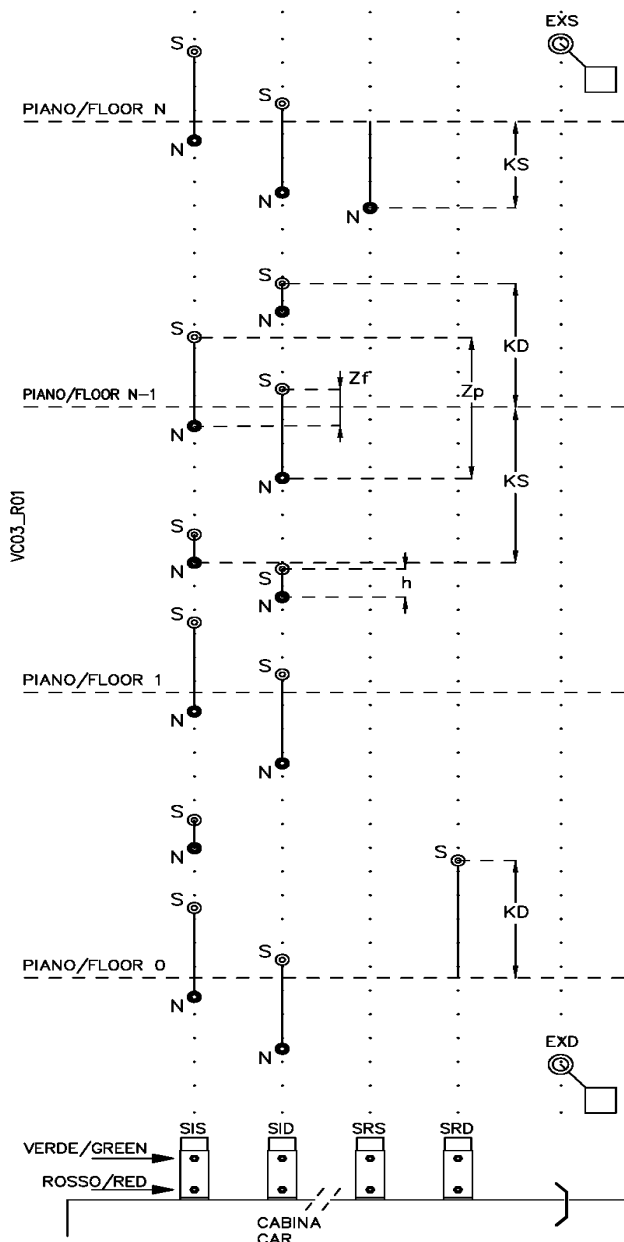 EXS
S
S
PIANO/FLOOR N
N
KS
N
N
S
N
S
KD
Zf
S
Zp
PIANO/FLOOR N-1
N
N
KS
VC03_R01
S
N
S
h
N
S
S
PIANO/FLOOR 1
N
N
S
N
S
S
KD
S
PIANO/FLOOR 0
N
EXD
N
SIS SID SRS SRD
VERDE/GREEN
ROSSO/RED
CABINA
CAR